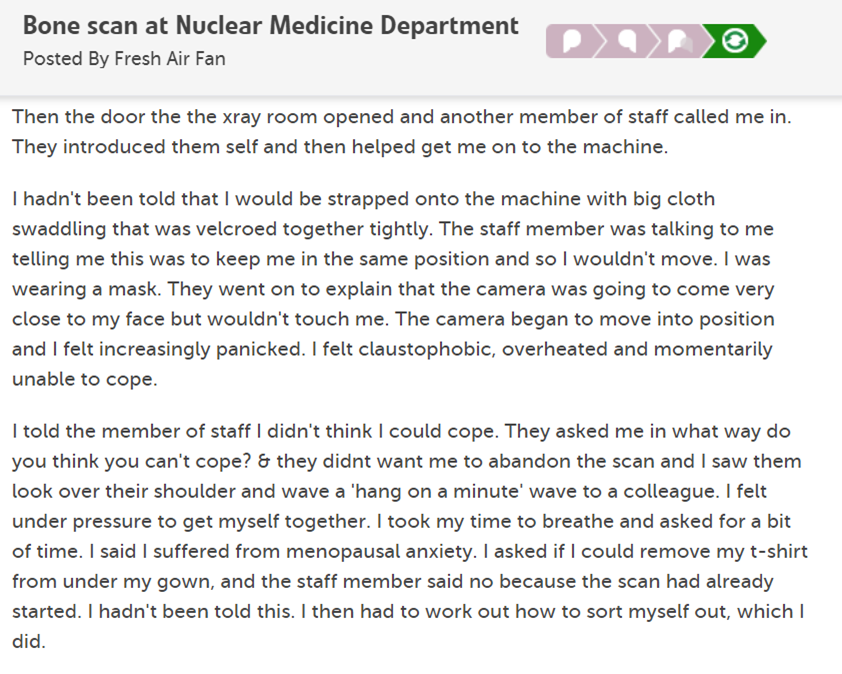 Bone scan at Nuclear Medicine Department
Posted By Fresh Air Fan
Then the door the the xray room opened and another member of staff called me in.
They introduced them self and then helped get me on to the machine.
I hadn't been told that I would be strapped onto the machine with big cloth
swaddling that was velcroed together tightly. The staff member was talking to me
telling me this was to keep me in the same position and so I wouldn't move. I was
wearing a mask. They went on to explain that the camera was going to come very
close to my face but wouldn't touch me. The camera began to move into position
and I felt increasingly panicked. I felt claustophobic, overheated and momentarily
unable to cope.
I told the member of staff I didn't think I could cope. They asked me in what way do
you think you can't cope? & they didnt want me to abandon the scan and I saw them
look over their shoulder and wave a 'hang on a minute' wave to a colleague. I felt
under pressure to get myself together. I took my time to breathe and asked for a bit
of time. I said I suffered from menopausal anxiety. I asked if I could remove my t-shirt
from under my gown, and the staff member said no because the scan had already
started. I hadn't been told this. I then had to work out how to sort myself out, which I
did.